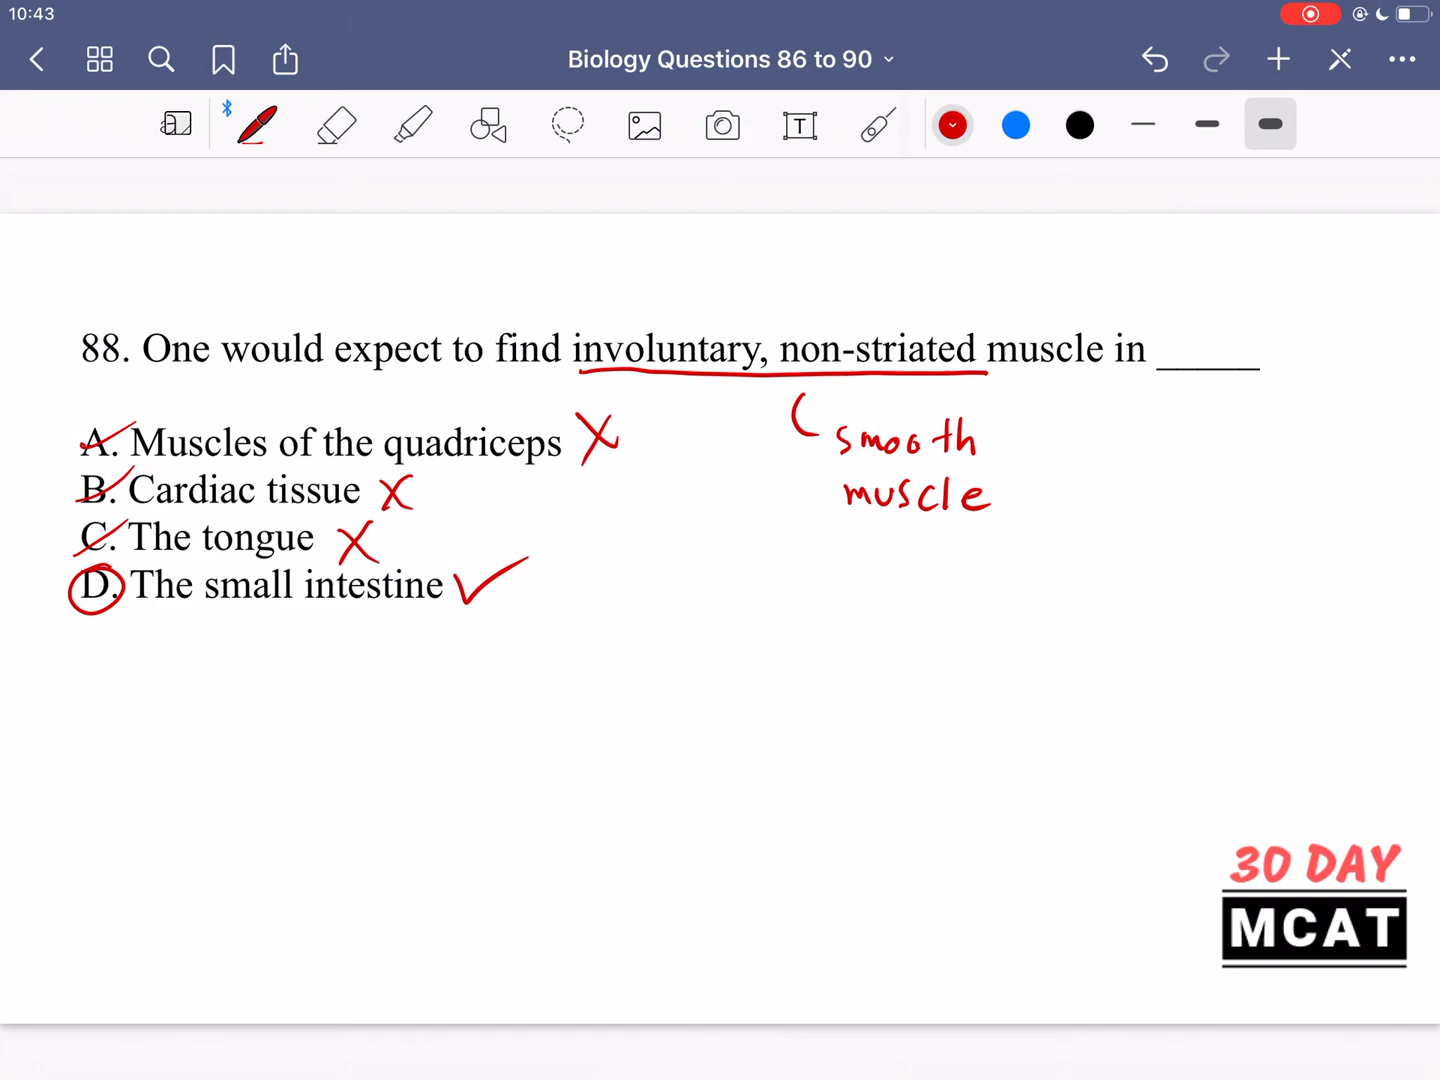 10:43
Biology Questions 86 to 90
a
T
88. One would expect to find involuntary, non-striated muscle in _____
A. Muscles of the quadriceps X
smooth
B. Cardiac tissue X
muscle
C. The tongue X
D. The small intestine
30 DAY
MCAT